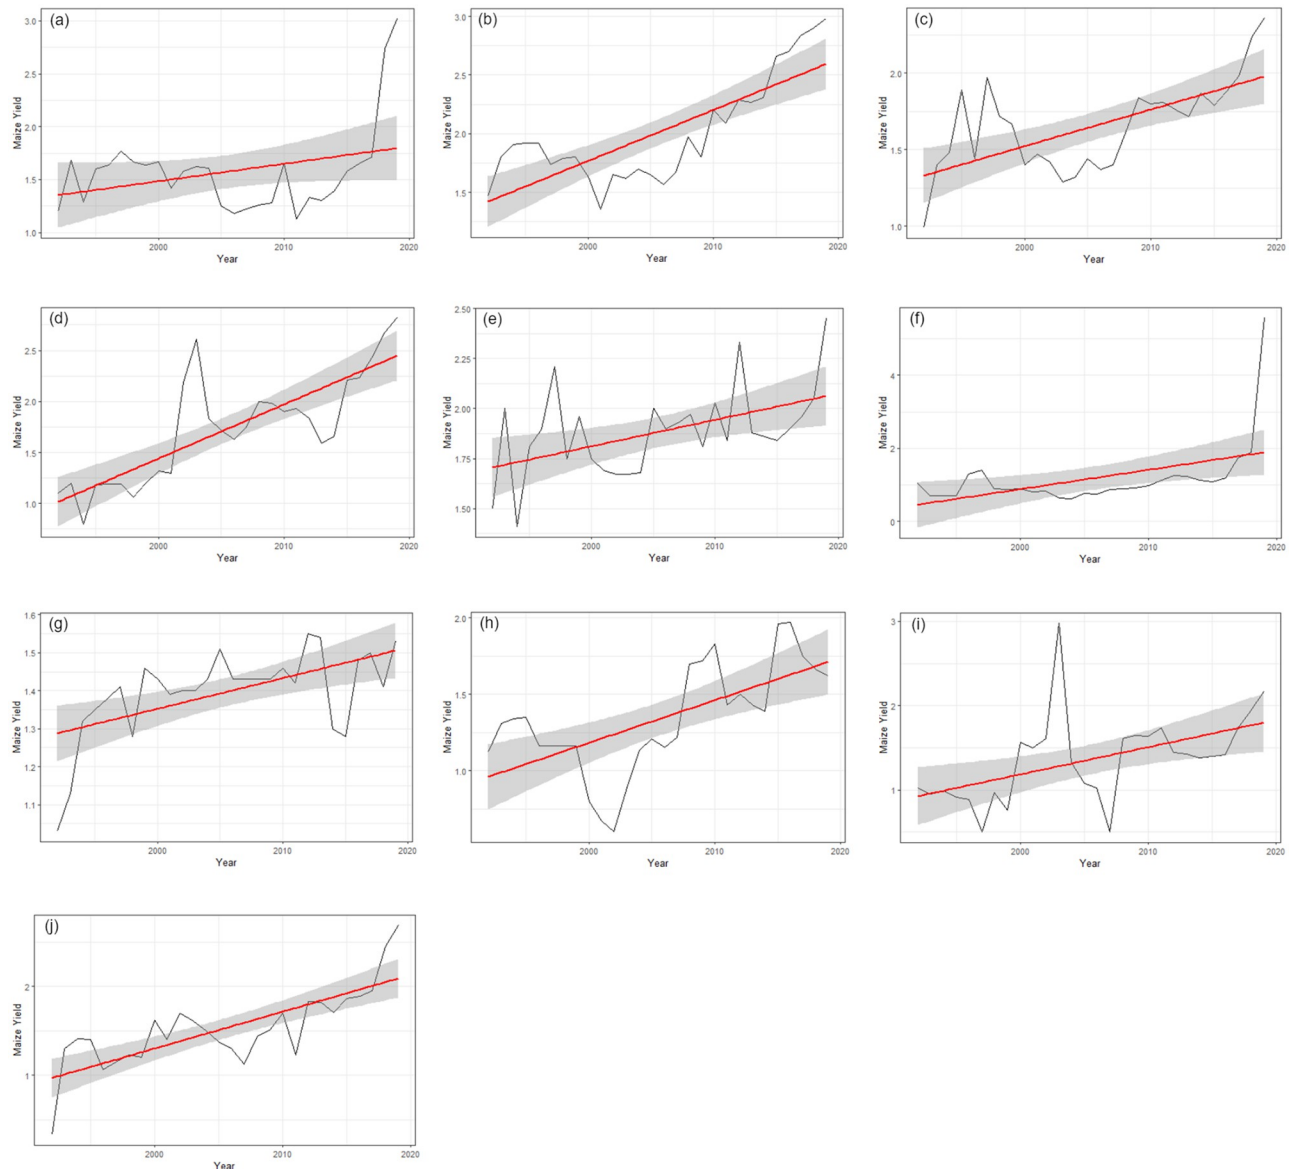 (a)
3.0
2.5
2.0
1.5
1.0
Maize Yield
2000
2010
2020
Year
(b)
3.0
2.5
2.0
1.5
Maize Yield
2000
2010
2020
Year
(c)
2.0
1.5
1.0
Maize Yield
2000
2010
2020
Year
(d)
2.5
2.0
1.5
1.0
Maize Yield
2000
2010
2020
Year
(e)
2.50
2.25
2.00
1.75
1.50
Maize Yield
2000
2010
2020
Year
(f)
4
2
0
Maize Yield
2000
2010
2020
Year
(g)
1.6
1.5
1.4
1.3
1.2
1.1
Maize Yield
2000
2010
2020
Year
(h)
2.0
1.5
1.0
Maize Yield
2000
2010
2020
Year
(i)
3
2
1
Maize Yield
2000
2010
2020
Year
(j)
2
1
Maize Yield
2000
2010
2020
Year